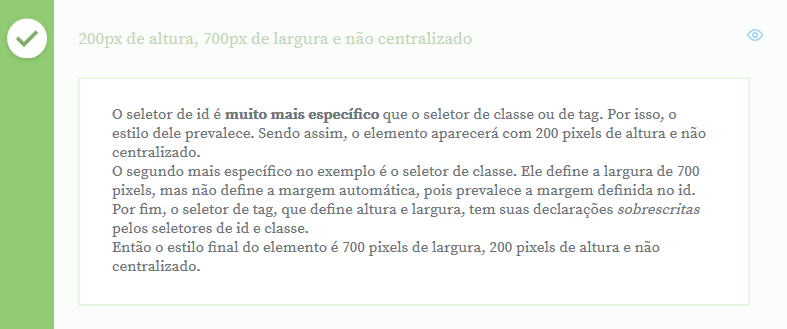 200px de altura, 700px de largura e não centralizado
O seletor de id é muito mais específico que o seletor de classe ou de tag. Por isso, o
estilo dele prevalece. Sendo assim, o elemento aparecerá com 200 pixels de altura e não
centralizado.
O segundo mais específico no exemplo é o seletor de classe. Ele define a largura de 700
pixels, mas não define a margem automática, pois prevalece a margem definida no id.
Por fim, o seletor de tag, que define altura e largura, tem suas declarações sobrescritas
pelos seletores de id e classe.
Então o estilo final do elemento é 700 pixels de largura, 200 pixels de altura e não
centralizado.